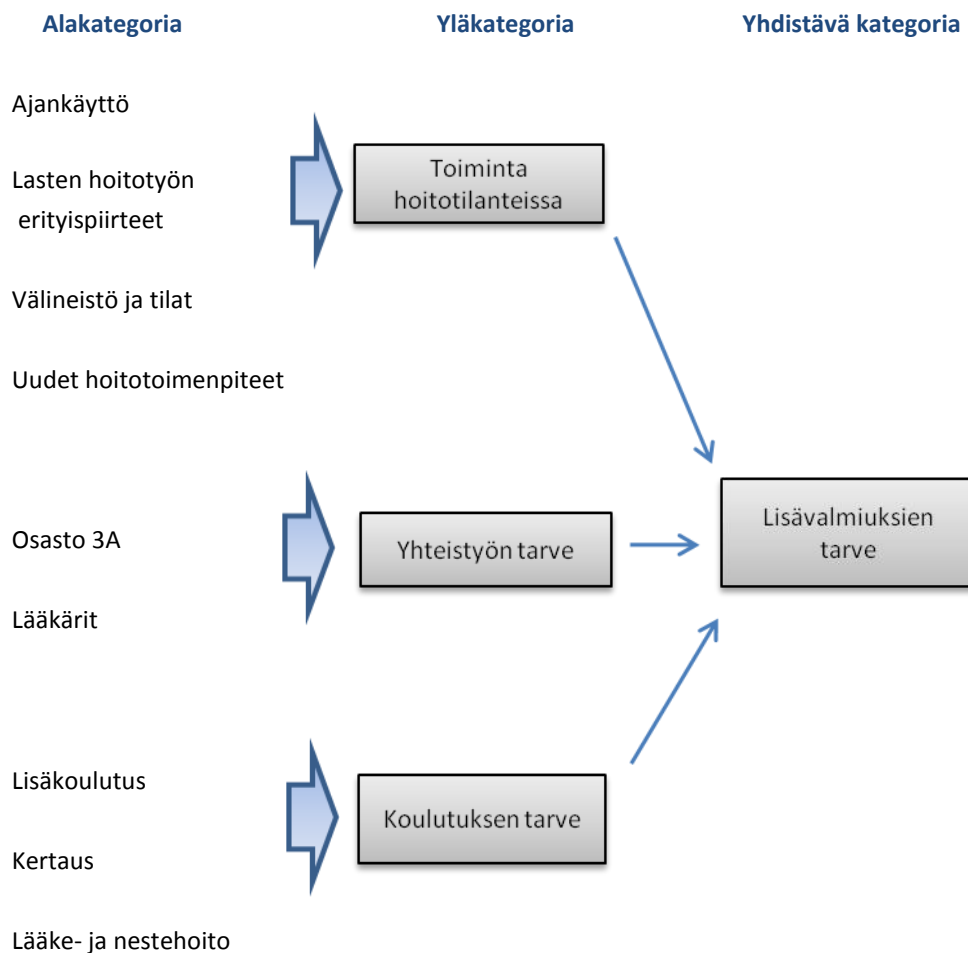 Alakategoria
Yläkategoria
Yhdistävä kategoria
Ajankäyttö
Lasten hoitotyön
erityispiirteet
Välineistö ja tilat
Uudet hoitotoimenpiteet
Toiminta
hoitotilanteissa
Osasto 3A
Lääkärit
Yhteistyön tarve
Lisävalmiuksien
tarve
Lisäkoulutus
Kertaus
Lääke- ja nestehoito
Koulutuksen tarve